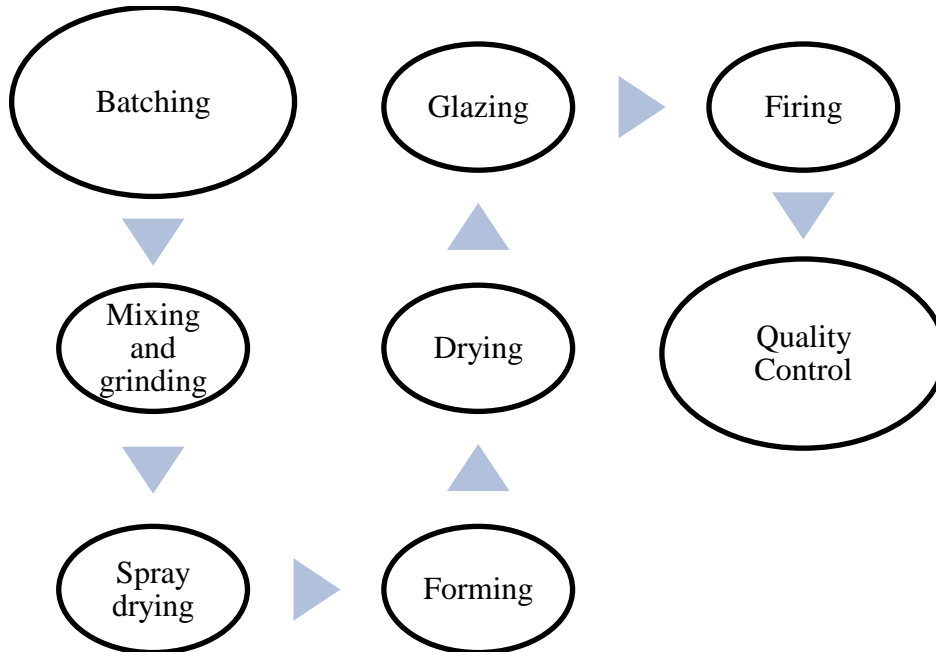 Batching
Mixing
and
grinding
Spray
drying
Forming
Drying
Glazing
Firing
Quality
Control